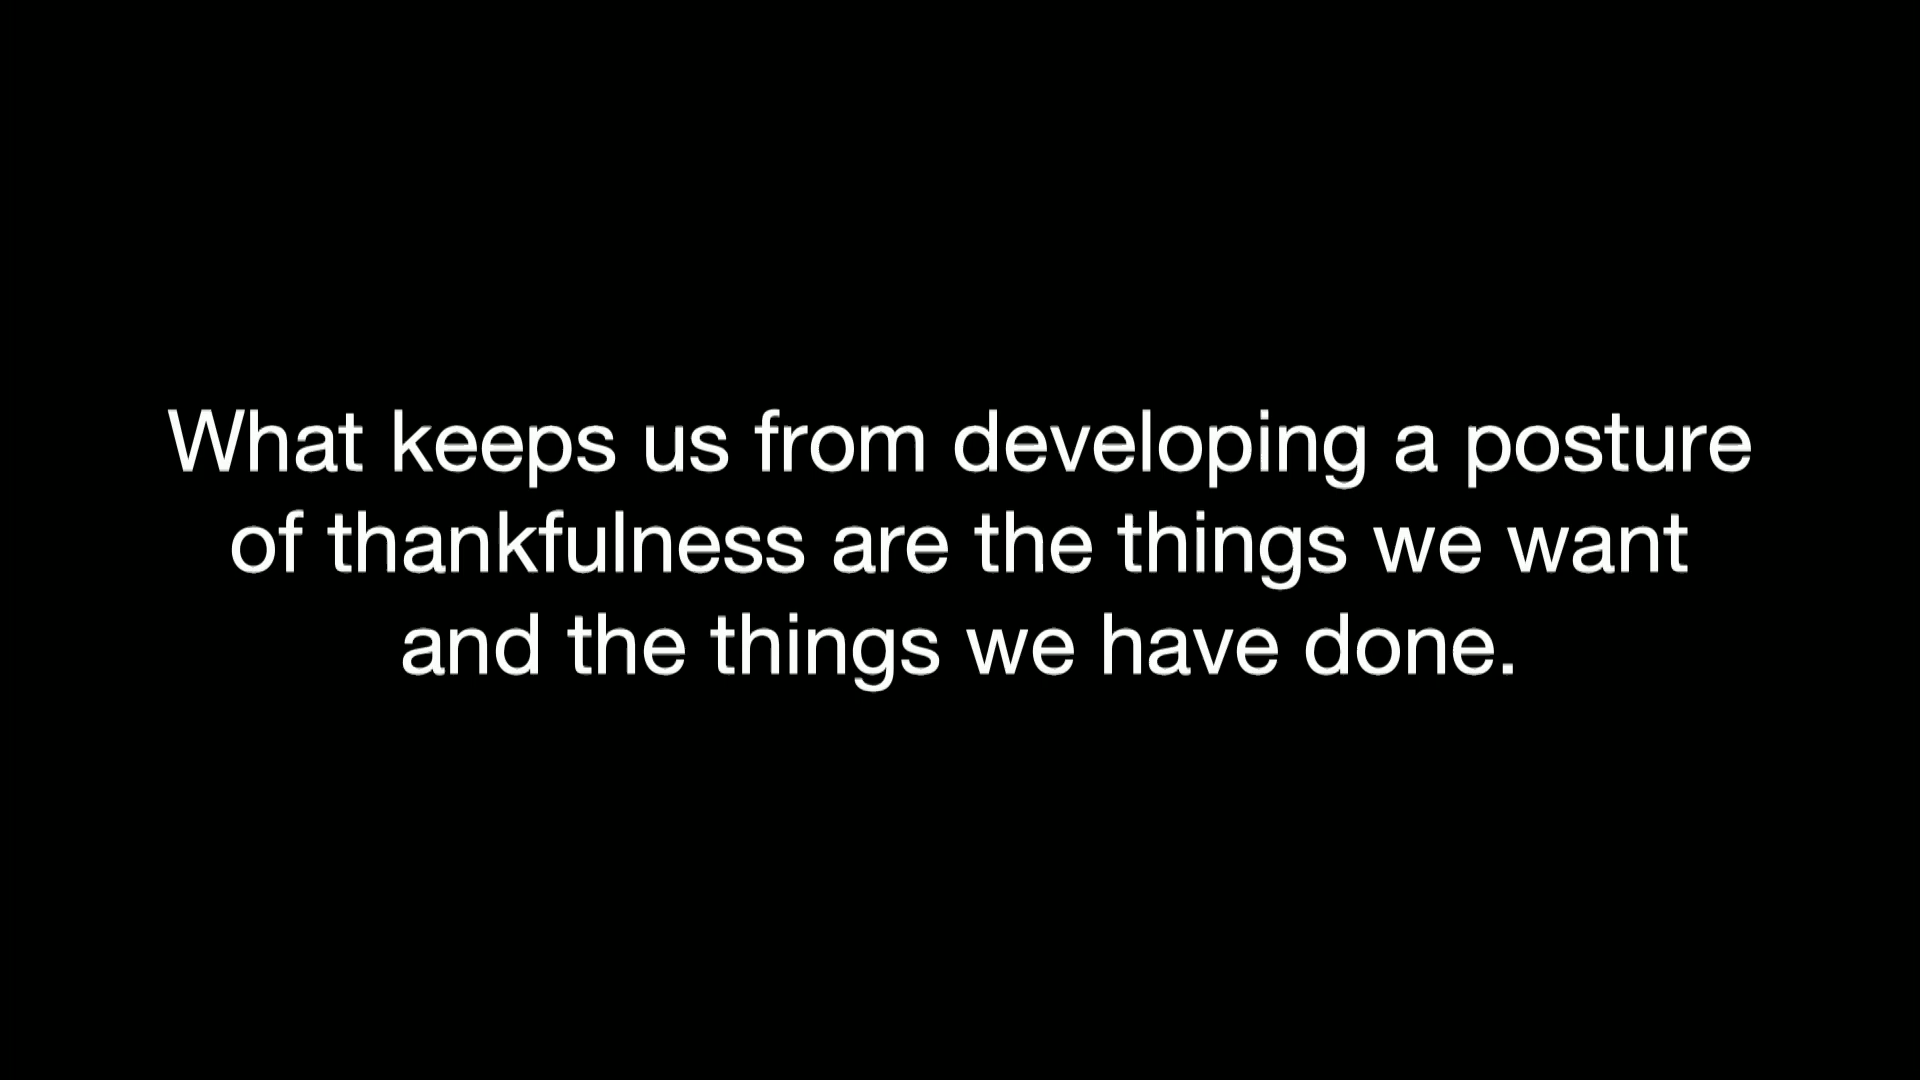 What keeps us from developing a posture
of thankfulness are the things we want
and the things we have done.